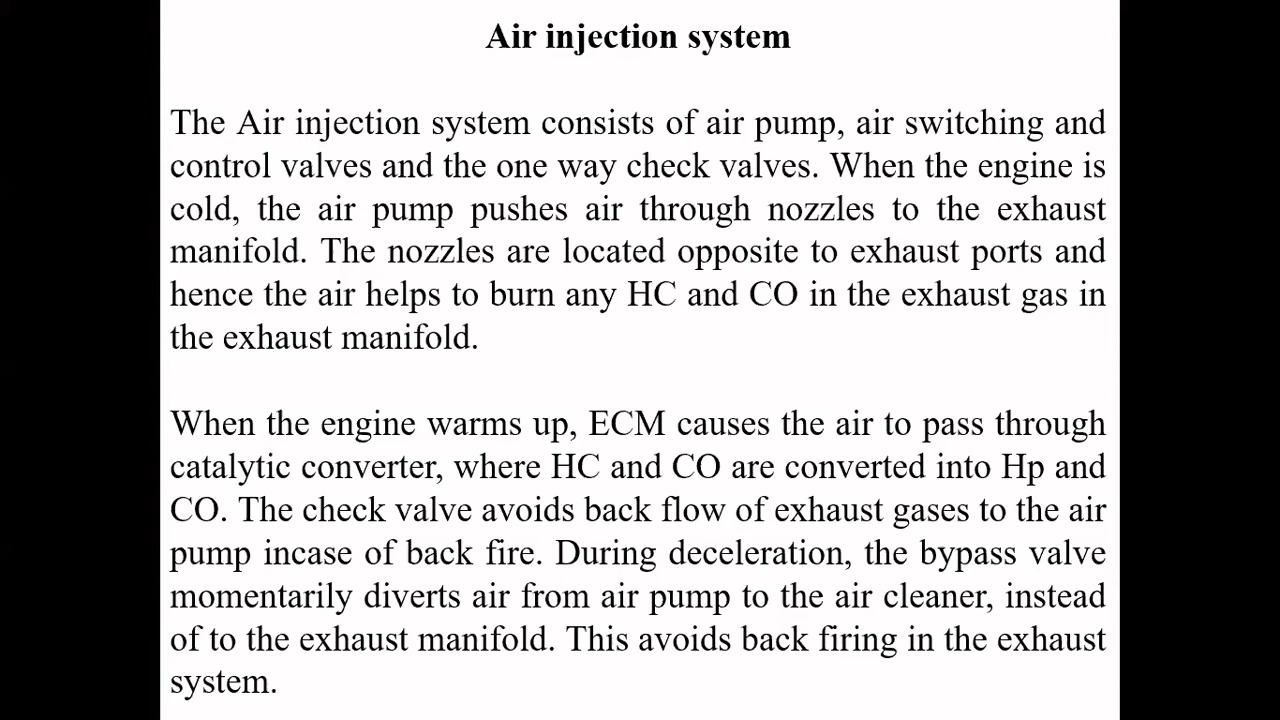 Air injection system
The Air injection system consists of air pump, air switching and
control valves and the one way check valves. When the engine is
cold, the air pump pushes air through nozzles to the exhaust
manifold. The nozzles are located opposite to exhaust ports and
hence the air helps to burn any HC and CO in the exhaust gas in
the exhaust manifold.
When the engine warms up, ECM causes the air to pass through
catalytic converter, where HC and CO are converted into Hp and
CO. The check valve avoids back flow of exhaust gases to the air
pump incase of back fire. During deceleration, the bypass valve
momentarily diverts air from air pump to the air cleaner, instead
of to the exhaust manifold. This avoids back firing in the exhaust
system.